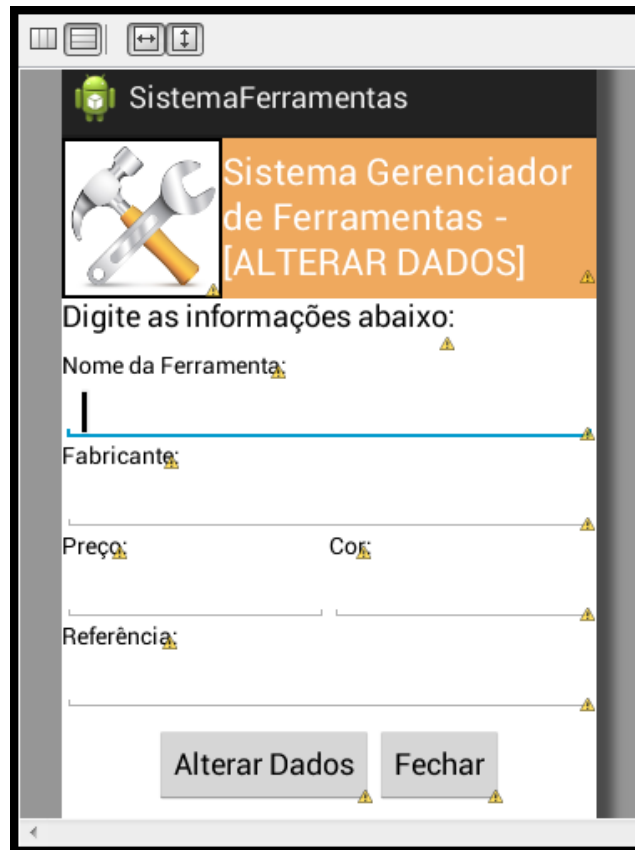 SistemaFerramentas
Sistema Gerenciador
de Ferramentas -
[ALTERAR DADOS]
Digite as informações abaixo:
Nome da Ferramenta:
Fabricante:
Preço: Cor:
Referência:
Alterar Dados Fechar